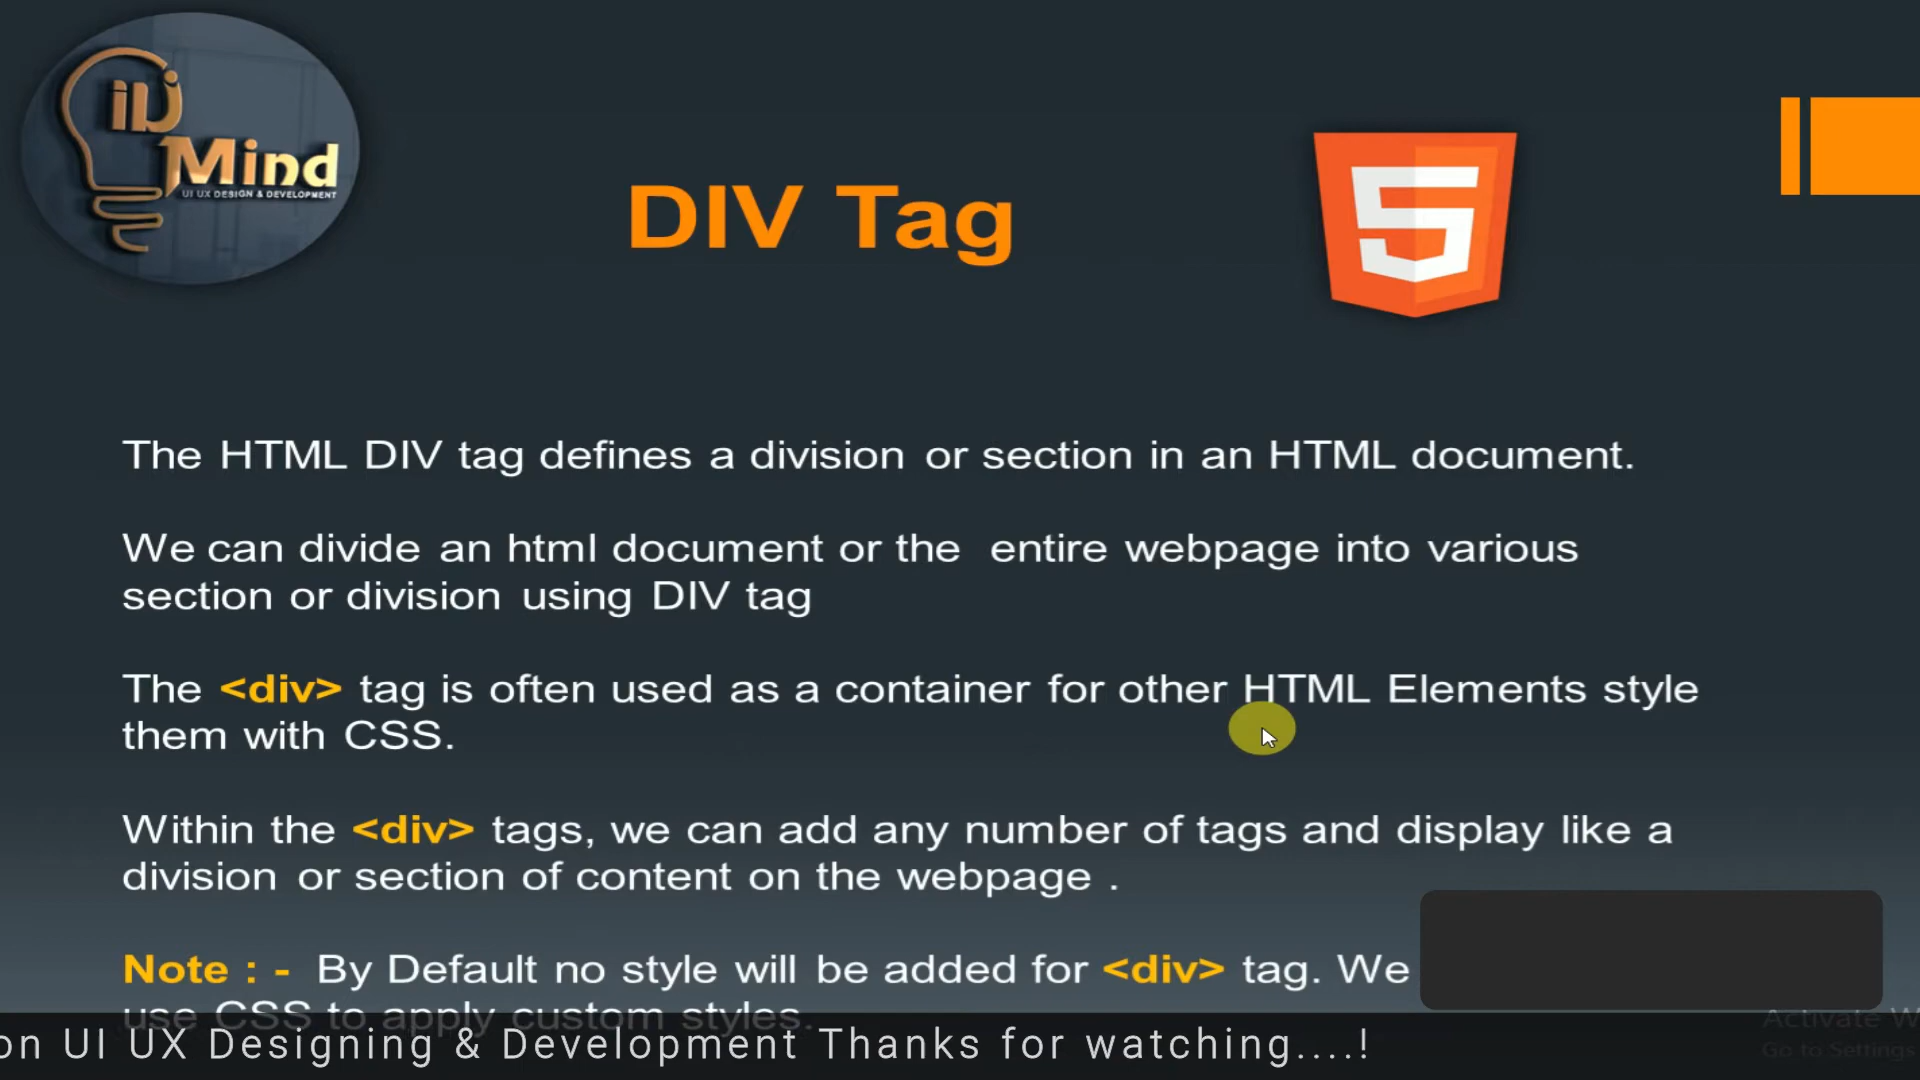 Mind
UI UX DESIGN & DEVELOPMENT
DIV Tag
The HTML DIV tag defines a division or section in an HTML document.
We can divide an html document or the entire webpage into various
section or division using DIV tag
The <div> tag is often used as a container for other HTML Elements style
them with CSS.
Within the <div> tags, we can add any number of tags and display like a
division or section of content on the webpage .
Note : - By Default no style will be added for <div> tag. We
use CSS to apply custom styles.
on UI UX Designing & Development Thanks for watching....!
Activate W
Go to Settings